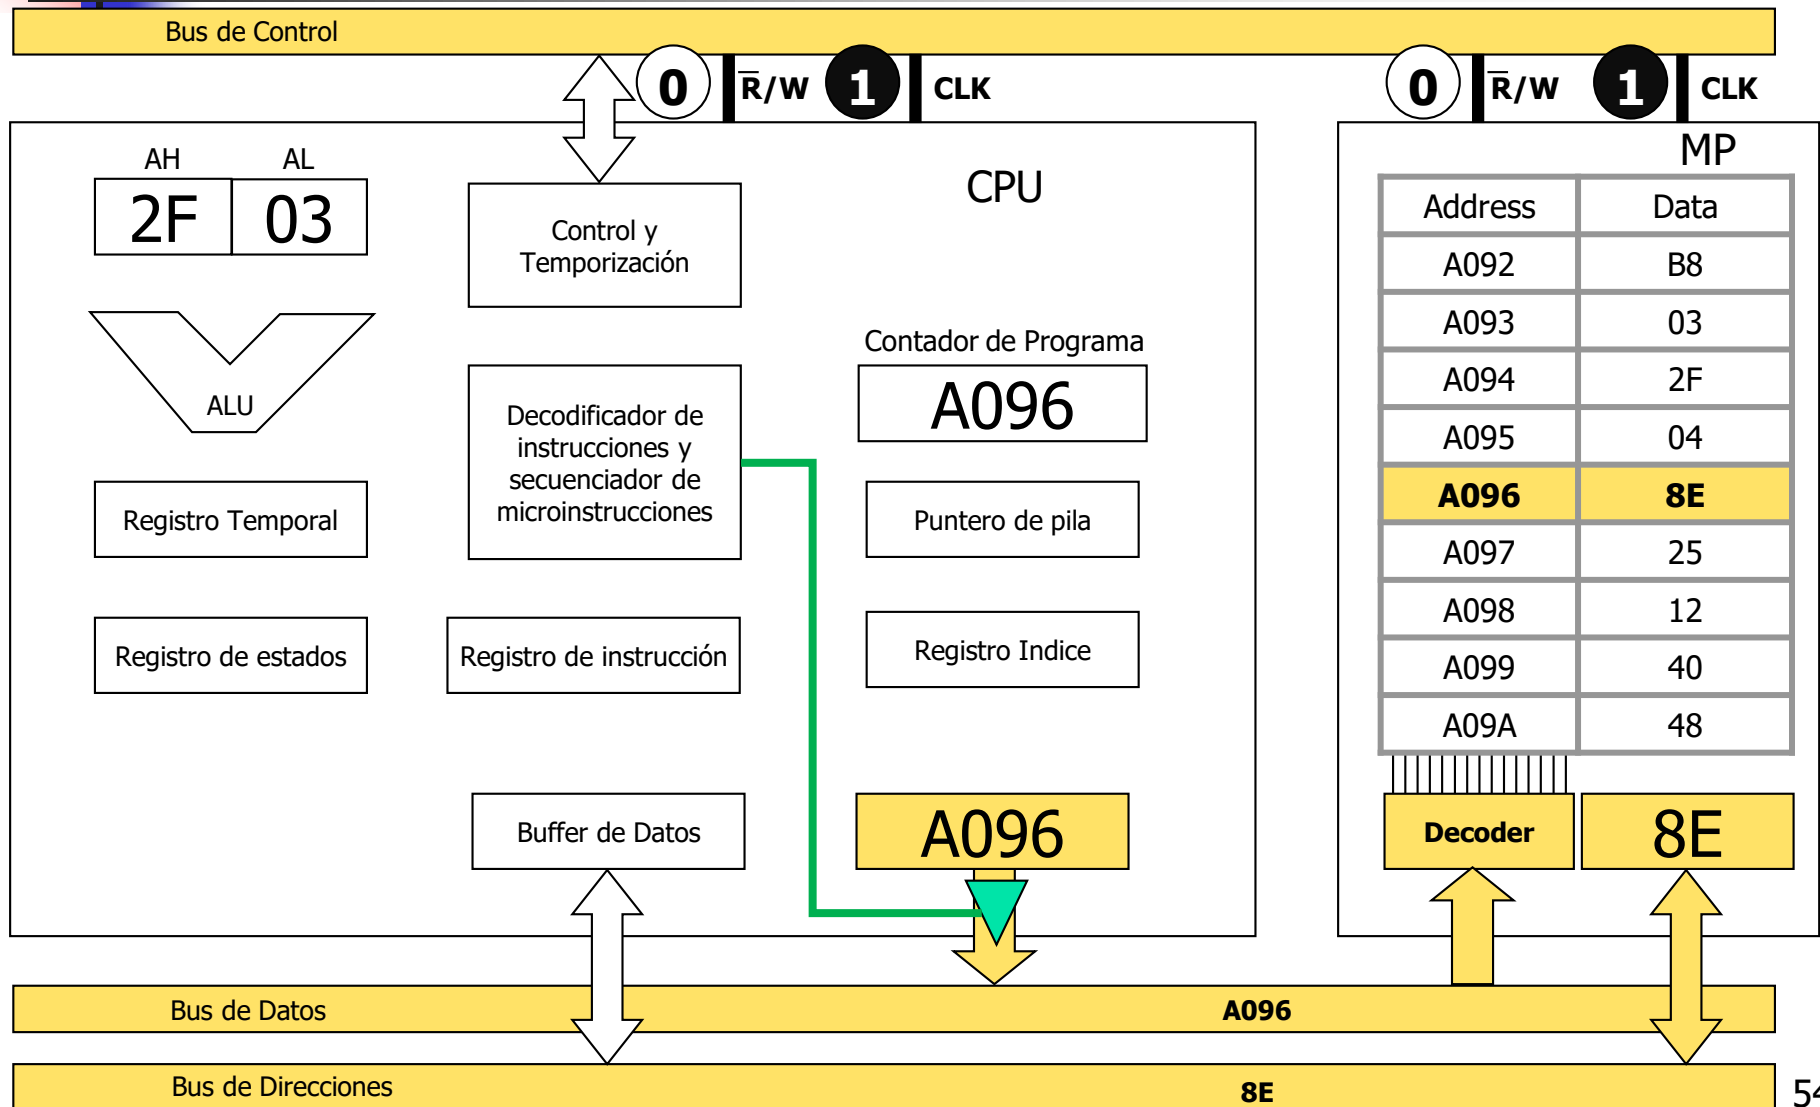 Bus de Control
0 R̅/W 1 CLK
0 R̅/W 1 CLK
AH AL
2F 03
Control y
Temporización
CPU
ALU
Decodificador de
instrucciones y
secuenciador de
microinstrucciones
Contador de Programa
A096
Registro Temporal
Puntero de pila
Registro de estados
Registro de instrucción
Registro Indice
Buffer de Datos
A096
MP
Address Data
A092 B8
A093 03
A094 2F
A095 04
A096 8E
A097 25
A098 12
A099 40
A09A 48
Decoder 8E
Bus de Datos A096
Bus de Direcciones 8E
54